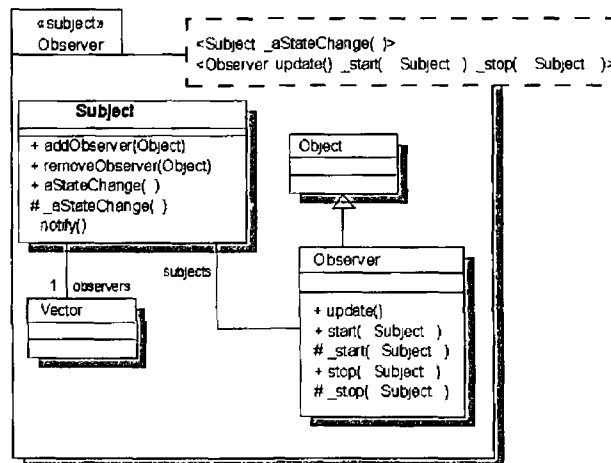 «subject»
Observer
<Subject _aStateChange( )>
<Observer update() _start( Subject ) _stop( Subject )>
Subject
+ addObserver(Object)
+ removeObserver(Object)
+ aStateChange( )
# _aStateChange( )
notify()
Object
subjects
Observer
+ update()
+ start( Subject )
# _start( Subject )
+ stop( Subject )
# _stop( Subject )
1 observers
Vector